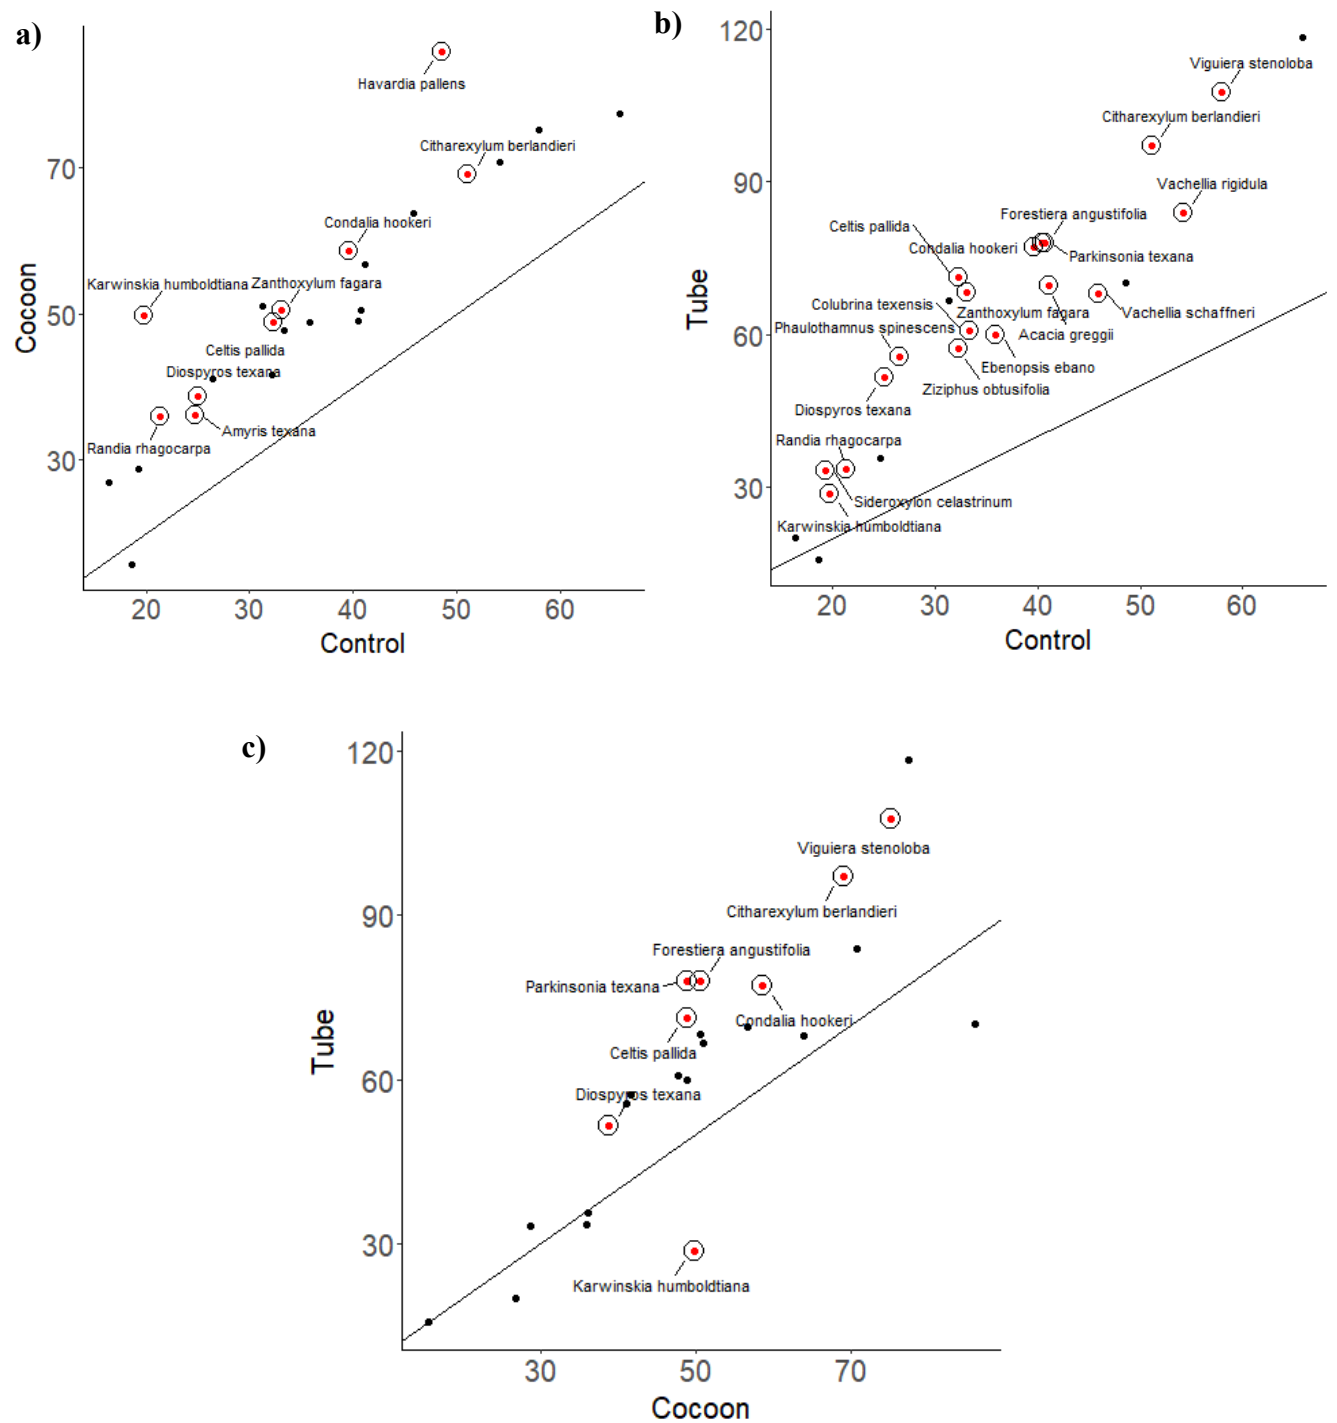 a)
Havardia pallens
Citharexylum berlandieri
70
Condalia hookeri
Karwinskia humboldtiana
Zanthoxylum fagara
50
Cocoon
Celtis pallida
Diospyros texana
Amyris texana
Randia rhagocarpa
30
20 30 40 50 60
Control
b)
120
Viguiera stenoloba
Citharexylum berlandieri
90
Vachellia rigidula
Forestiera angustifolia
Celtis pallida
Condalia hookeri
Parkinsonia texana
Tube
Colubrina texensis
Zanthoxylum fagara
Vachellia schaffneri
Phaulothamnus spinescens
Acacia greggii
60
Ebenopsis ebano
Ziziphus obtusifolia
Diospyros texana
Randia rhagocarpa
30
Sideroxylon celastrinum
Karwinskia humboldtiana
20 30 40 50 60
Control
c)
120
Viguiera stenoloba
90
Citharexylum berlandieri
Forestiera angustifolia
Parkinsonia texana
Condalia hookeri
Tube
Celtis pallida
60
Diospyros texana
30
Karwinskia humboldtiana
30 50 70
Cocoon